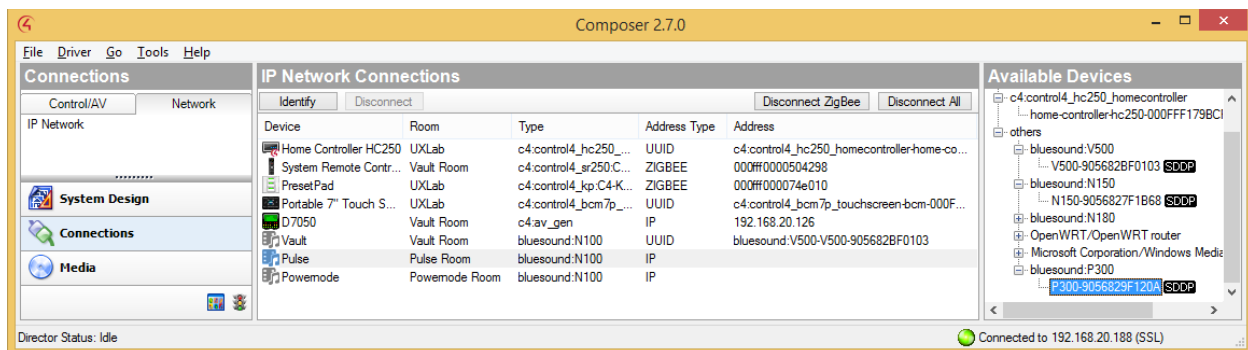 Composer 2.7.0
File Driver Go Tools Help
Connections
Control/AV Network
IP Network
System Design
Connections
Media
IP Network Connections
Identify Disconnect Disconnect ZigBee Disconnect All
Device Room Type Address Type Address
Home Controller HC250 UXLab c4:control4_hc250_... UUID c4:control4_hc250_homecontroller-home-co...
System Remote Contr... Vault Room c4:control4_sr250:C... ZIGBEE 000fff0000504298
PresetPad UXLab c4:control4_kp:C4-K... ZIGBEE 000fff000074e010
Portable 7" Touch S... UXLab c4:control4_bcm7p_... UUID c4:control4_bcm7p_touchscreen-bcm-000F...
D7050 Vault Room c4:av_gen IP 192.168.20.126
Vault Vault Room bluesound:N100 UUID bluesound:V500-V500-905682BF0103
Pulse Pulse Room bluesound:N100 IP
Powernode Powernode Room bluesound:N100 IP
Available Devices
c4:control4_hc250_homecontroller
home-controller-hc250-000FFF179BC
others
bluesound:V500
V500-905682BF0103 SDDP
bluesound:N150
N150-9056827F1B68 SDDP
bluesound:N180
OpenWRT/OpenWRT router
Microsoft Corporation/Windows Media
bluesound:P300
P300-9056829F120A SDDP
Director Status: Idle
Connected to 192.168.20.188 (SSL)